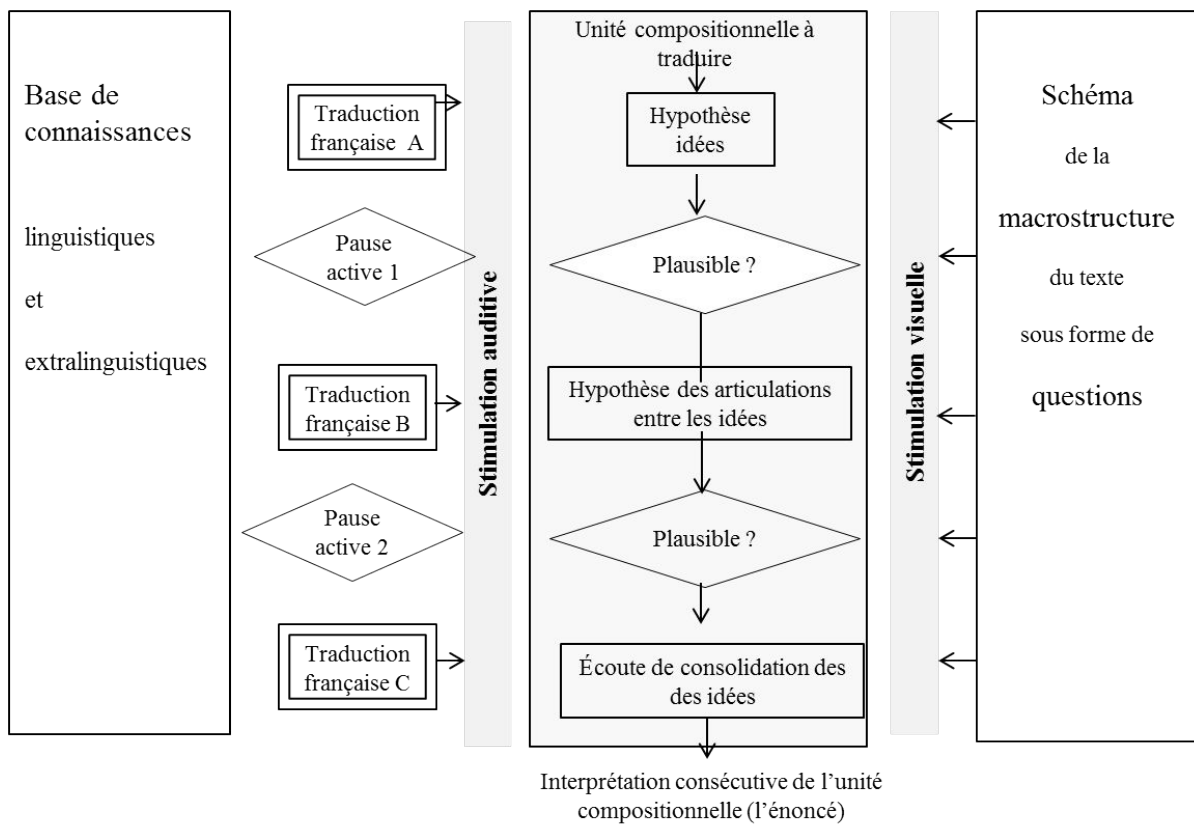 Base de
connaissances
linguistiques
et
extralinguistiques
Traduction
française A
Pause
active 1
Traduction
française B
Pause
active 2
Traduction
française C
Stimulation auditive
Unité compositionnelle à
traduire
Hypothèse
idées
Plausible ?
Hypothèse des articulations
entre les idées
Plausible ?
Écoute de consolidation des
des idées
Interprétation consécutive de l’unité
compositionnelle (l’énoncé)
Stimulation visuelle
Schéma
de la
macrostructure
du texte
sous forme de
questions